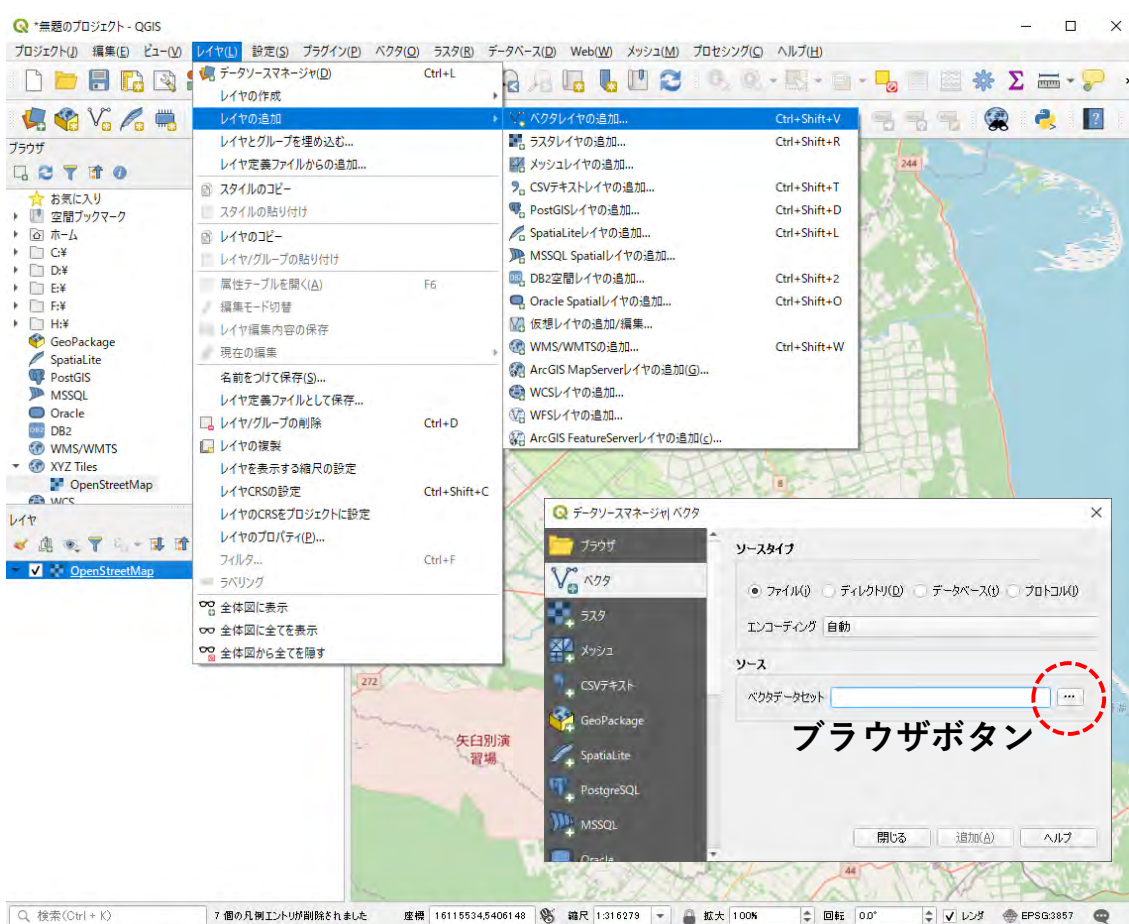 *無題のプロジェクト - QGIS
プロジェクト(J) 編集(E) ビュー(V) レイヤ(L) 設定(S) プラグイン(P) ベクタ(O) ラスタ(R) データベース(D) Web(W) メッシュ(M) プロセシング(C) ヘルプ(H)
データソースマネージャ(D) Ctrl+L
レイヤの作成
レイヤの追加
レイヤとグループを埋め込む...
レイヤ定義ファイルからの追加...
スタイルのコピー
スタイルの貼り付け
レイヤのコピー
レイヤ/グループの貼り付け
属性テーブルを開く(A) F6
編集モード切替
レイヤ編集内容の保存
現在の編集
名前をつけて保存(S)...
レイヤ定義ファイルとして保存...
レイヤ/グループの削除 Ctrl+D
レイヤの複製
レイヤを表示する縮尺の設定
レイヤCRSの設定 Ctrl+Shift+C
レイヤのCRSをプロジェクトに設定
レイヤのプロパティ(P)...
フィルタ... Ctrl+F
ラベリング
全体図に表示
全体図に全てを表示
全体図から全てを隠す
ベクタレイヤの追加... Ctrl+Shift+V
ラスタレイヤの追加... Ctrl+Shift+R
メッシュレイヤの追加...
CSVテキストレイヤの追加... Ctrl+Shift+T
PostGISレイヤの追加... Ctrl+Shift+D
SpatiaLiteレイヤの追加... Ctrl+Shift+L
MSSQL Spatialレイヤの追加...
DB2空間レイヤの追加... Ctrl+Shift+2
Oracle Spatialレイヤの追加... Ctrl+Shift+O
仮想レイヤの追加/編集...
WMS/WMTSの追加... Ctrl+Shift+W
ArcGIS MapServerレイヤの追加(G)...
WCSレイヤの追加...
WFSレイヤの追加...
ArcGIS FeatureServerレイヤの追加(c)...
ブラウザ
お気に入り
空間ブックマーク
ホーム
C:¥
D:¥
E:¥
F:¥
H:¥
GeoPackage
SpatiaLite
PostGIS
MSSQL
Oracle
DB2
WMS/WMTS
XYZ Tiles
OpenStreetMap
WCS
レイヤ
OpenStreetMap
244
8
272
矢臼別演
習場
44
データソースマネージャ| ベクタ
ブラウザ
ベクタ
ラスタ
メッシュ
CSVテキスト
GeoPackage
SpatiaLite
PostgreSQL
MSSQL
Oracle
ソースタイプ
ファイル(i) ディレクトリ(D) データベース(t) プロトコル(l)
エンコーディング 自動
ソース
ベクタデータセット ...
ブラウザボタン
閉じる 追加(A) ヘルプ
検索(Ctrl + K) 7 個の凡例エントリが削除されました 座標 16115534,5406148 縮尺 1:316279 拡大 100% 回転 0.0° レンダ EPSG:3857